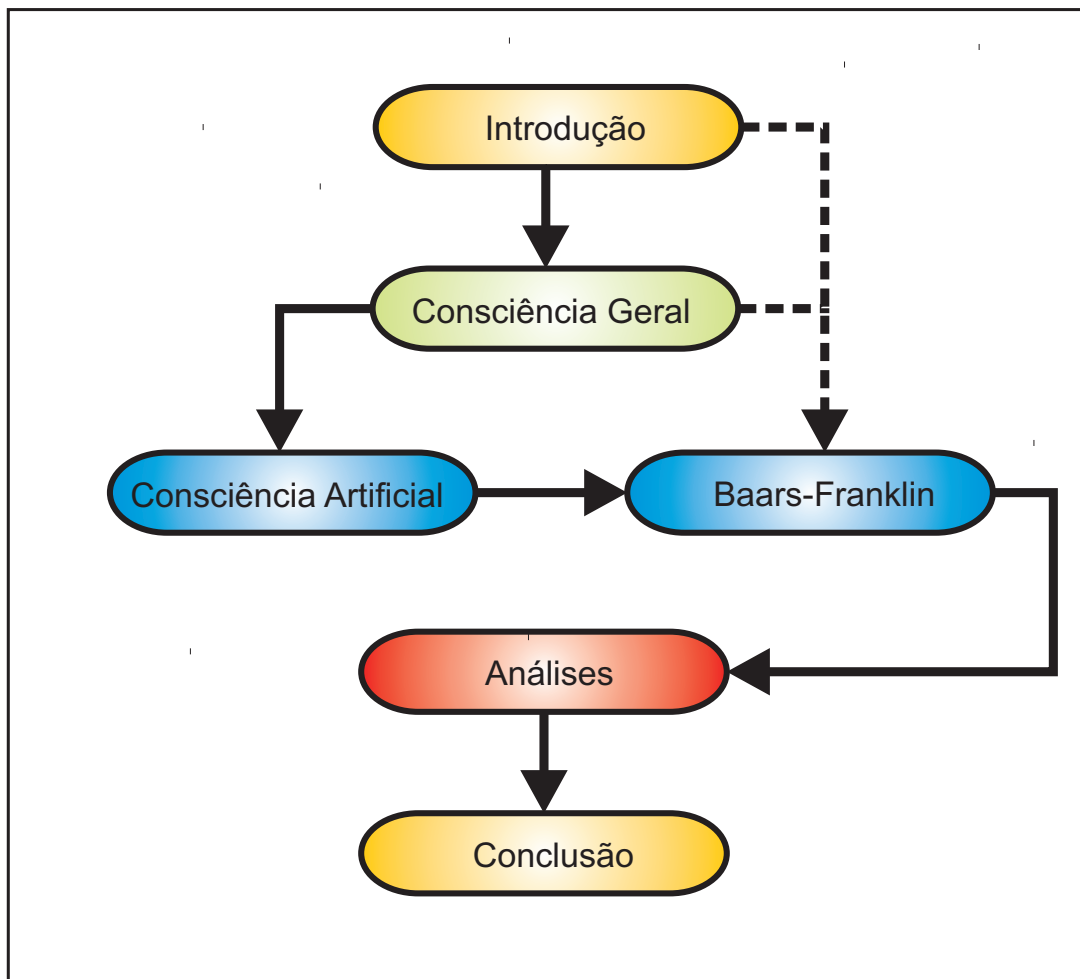 Introdução
Consciência Geral
Consciência Artificial
Baars-Franklin
Análises
Conclusão